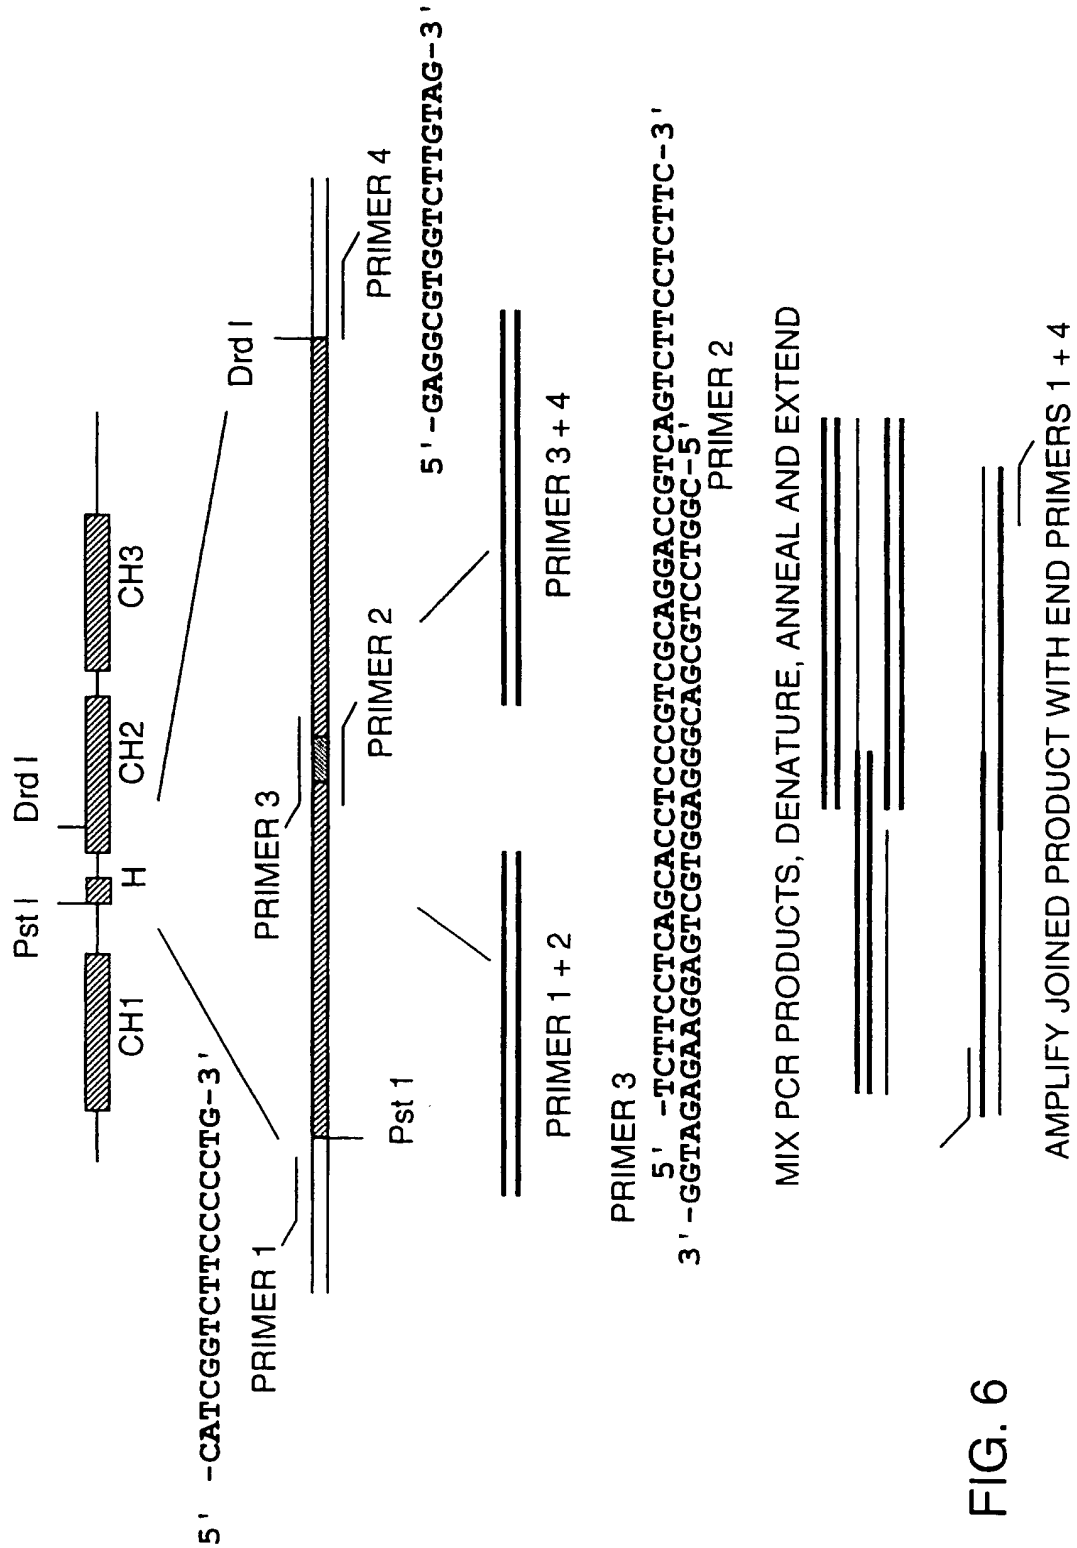 Pst I
Drd I
CH1
H
CH2
CH3
5' -CATCGGTCTTCCCCCTG-3'
Drd I
PRIMER 1
PRIMER 3
Pst 1
PRIMER 2
PRIMER 4
5'-GAGGCGTGGTCTTGTAG-3'
PRIMER 1 + 2
PRIMER 3 + 4
PRIMER 3
5' -TCTTCCTCAGCACCTCCCGTCGCAGGACCGTCAGTCTTCCTCTTC-3'
3'-GGTAGAGAAGGAGTCGTGGAGGGCAGCGTCCTGGC-5'
PRIMER 2
MIX PCR PRODUCTS, DENATURE, ANNEAL AND EXTEND
AMPLIFY JOINED PRODUCT WITH END PRIMERS 1 + 4
FIG. 6